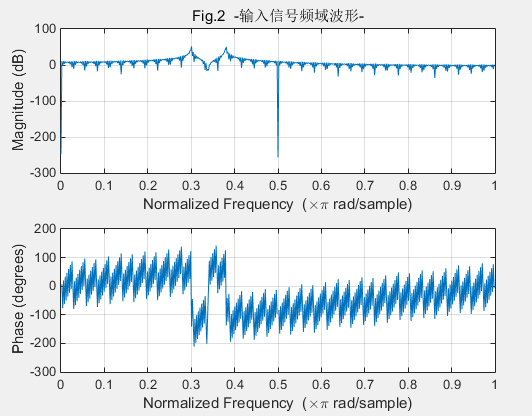 Fig.2 -输入信号频域波形-
Magnitude (dB)
100
0
-100
-200
-300
0 0.1 0.2 0.3 0.4 0.5 0.6 0.7 0.8 0.9 1
Normalized Frequency (×π rad/sample)
Phase (degrees)
200
100
0
-100
-200
-300
0 0.1 0.2 0.3 0.4 0.5 0.6 0.7 0.8 0.9 1
Normalized Frequency (×π rad/sample)